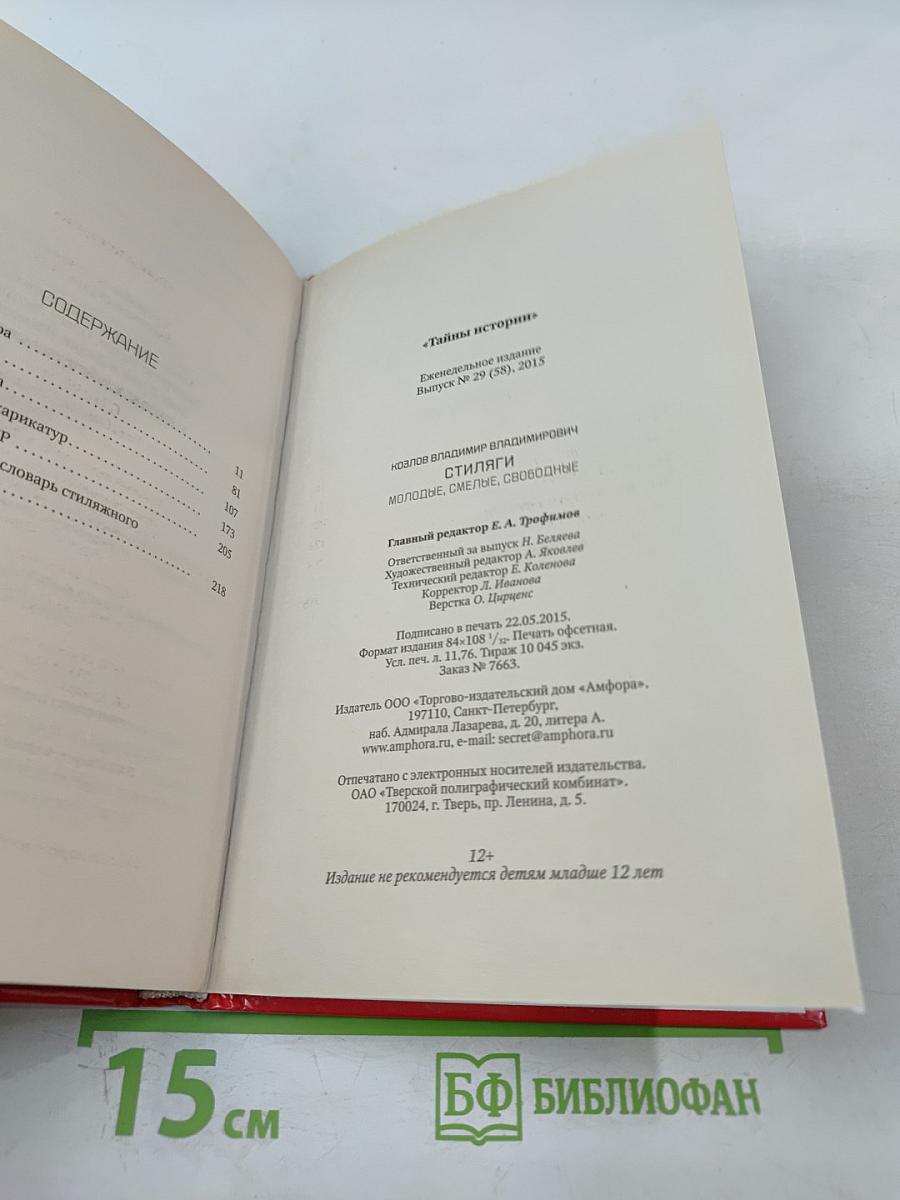 СОДЕРЖАНИЕ
ра ........................ 11
........................ 81
а ........................ 107
карикатур ........................ 173
Р ........................ 205
словарь стиляжного
........................ 218
«Тайны истории»
Еженедельное издание
Выпуск № 29 (58), 2015
КОЗЛОВ ВЛАДИМИР ВЛАДИМИРОВИЧ
СТИЛЯГИ
МОЛОДЫЕ, СМЕЛЫЕ, СВОБОДНЫЕ
Главный редактор Е. А. Трофимов
Ответственный за выпуск Н. Беляева
Художественный редактор А. Яковлев
Технический редактор Е. Коленова
Корректор Л. Иванова
Верстка О. Цирценс
Подписано в печать 22.05.2015.
Формат издания 84×108 1/32. Печать офсетная.
Усл. печ. л. 11,76. Тираж 10 045 экз.
Заказ № 7663.
Издатель ООО «Торгово-издательский дом «Амфора».
197110, Санкт-Петербург,
наб. Адмирала Лазарева, д. 20, литера А.
www.amphora.ru, e-mail: secret@amphora.ru
Отпечатано с электронных носителей издательства.
ОАО «Тверской полиграфический комбинат».
170024, г. Тверь, пр. Ленина, д. 5.
12+
Издание не рекомендуется детям младше 12 лет
15 см
БФ БИБЛИОФАН